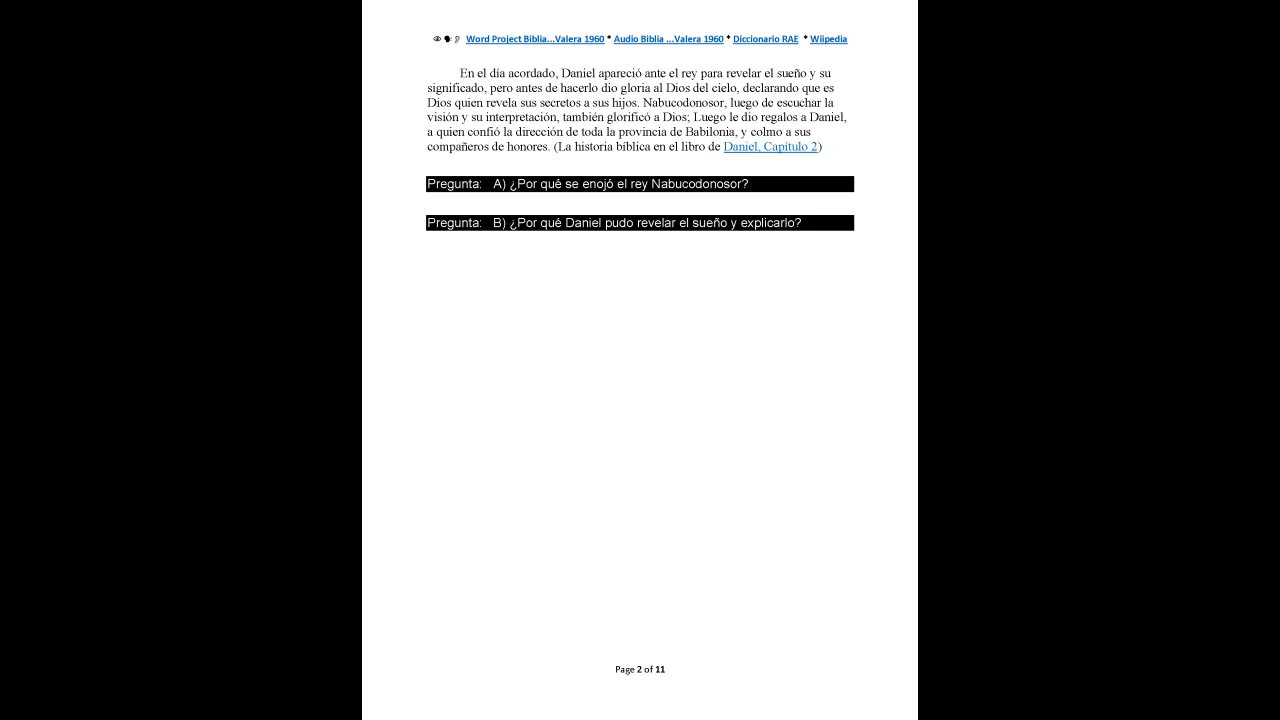 Word Project Biblia...Valera 1960 * Audio Biblia ...Valera 1960 * Diccionario RAE * Wiipedia
En el día acordado, Daniel apareció ante el rey para revelar el sueño y su
significado, pero antes de hacerlo dio gloria al Dios del cielo, declarando que es
Dios quien revela sus secretos a sus hijos. Nabucodonosor, luego de escuchar la
visión y su interpretación, también glorificó a Dios; Luego le dio regalos a Daniel,
a quien confió la dirección de toda la provincia de Babilonia, y colmo a sus
compañeros de honores. (La historia bíblica en el libro de Daniel, Capítulo 2)
Pregunta: A) ¿Por qué se enojó el rey Nabucodonosor?
Pregunta: B) ¿Por qué Daniel pudo revelar el sueño y explicarlo?
Page 2 of 11